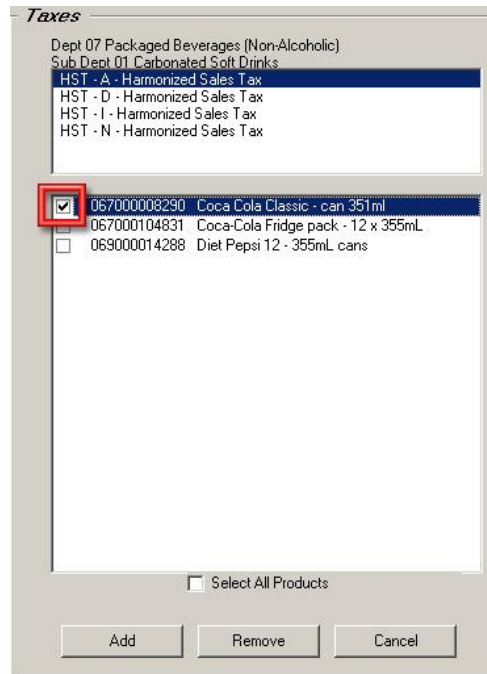 Taxes
Dept 07 Packaged Beverages (Non-Alcoholic)
Sub Dept 01 Carbonated Soft Drinks
HST - A - Harmonized Sales Tax
HST - D - Harmonized Sales Tax
HST - I - Harmonized Sales Tax
HST - N - Harmonized Sales Tax
067000008290 Coca Cola Classic - can 351ml
067000104831 Coca-Cola Fridge pack - 12 x 355mL
069000014288 Diet Pepsi 12 - 355mL cans
Select All Products
Add Remove Cancel